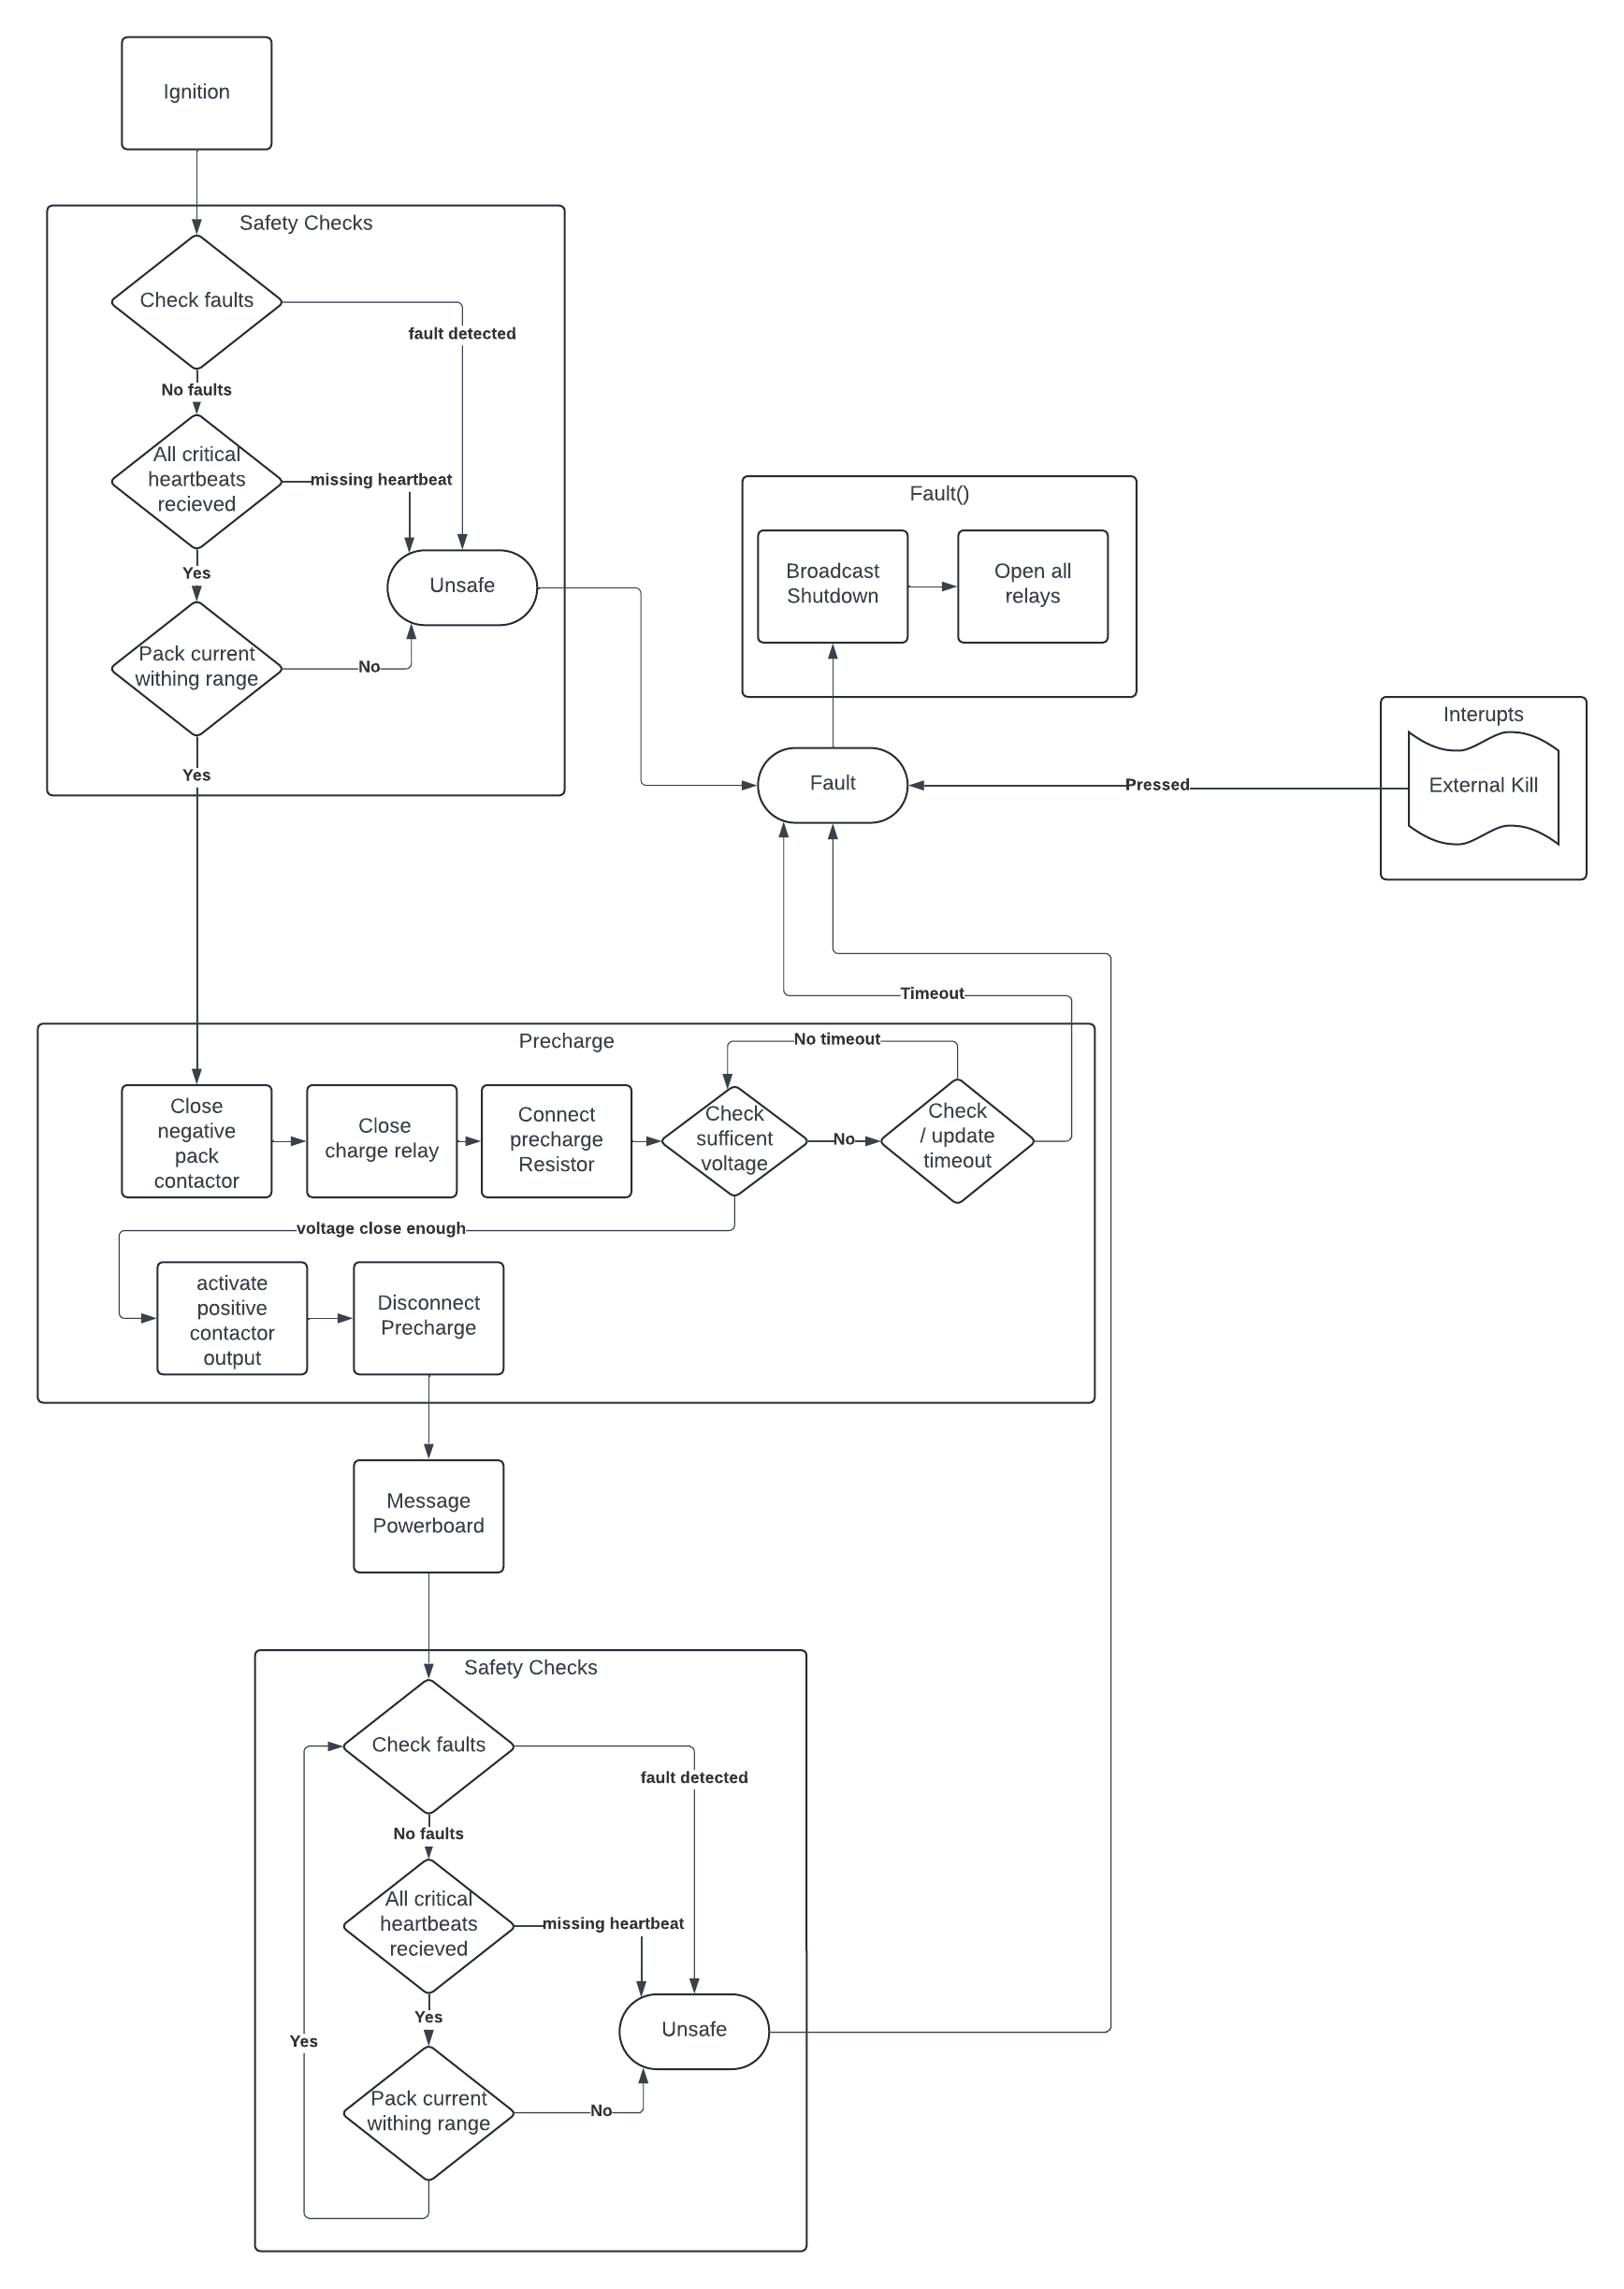 Ignition
Safety Checks
Check faults
fault detected
No faults
All critical
heartbeats
recieved
missing heartbeat
Yes
Unsafe
Pack current
withing range
No
Yes
Fault()
Broadcast
Shutdown
Open all
relays
Interupts
External Kill
Pressed
Fault
Timeout
Precharge
No timeout
Close
negative
pack
contactor
Close
charge relay
Connect
precharge
Resistor
Check
sufficent
voltage
No
Check
/ update
timeout
voltage close enough
activate
positive
contactor
output
Disconnect
Precharge
Message
Powerboard
Safety Checks
Check faults
fault detected
No faults
All critical
heartbeats
recieved
missing heartbeat
Yes
Unsafe
Yes
Pack current
withing range
No